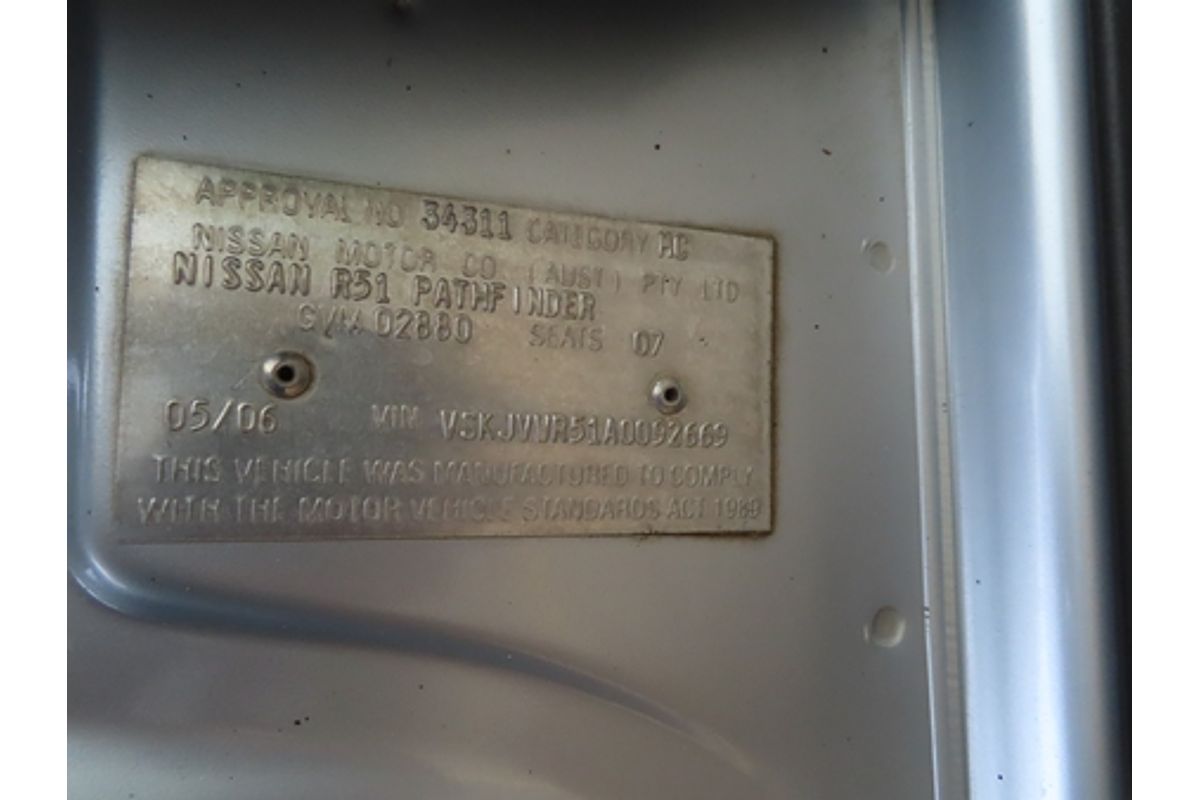 APPROVAL NO 34311 CATEGORY MC
NISSAN MOTOR CO. (AUST) PTY LTD
NISSAN R51 PATHFINDER
GVM 02880 SEATS 07
05/06 VIN VSKJVVR51A0092669
THIS VEHICLE WAS MANUFACTURED TO COMPLY
WITH THE MOTOR VEHICLE STANDARDS ACT 1989